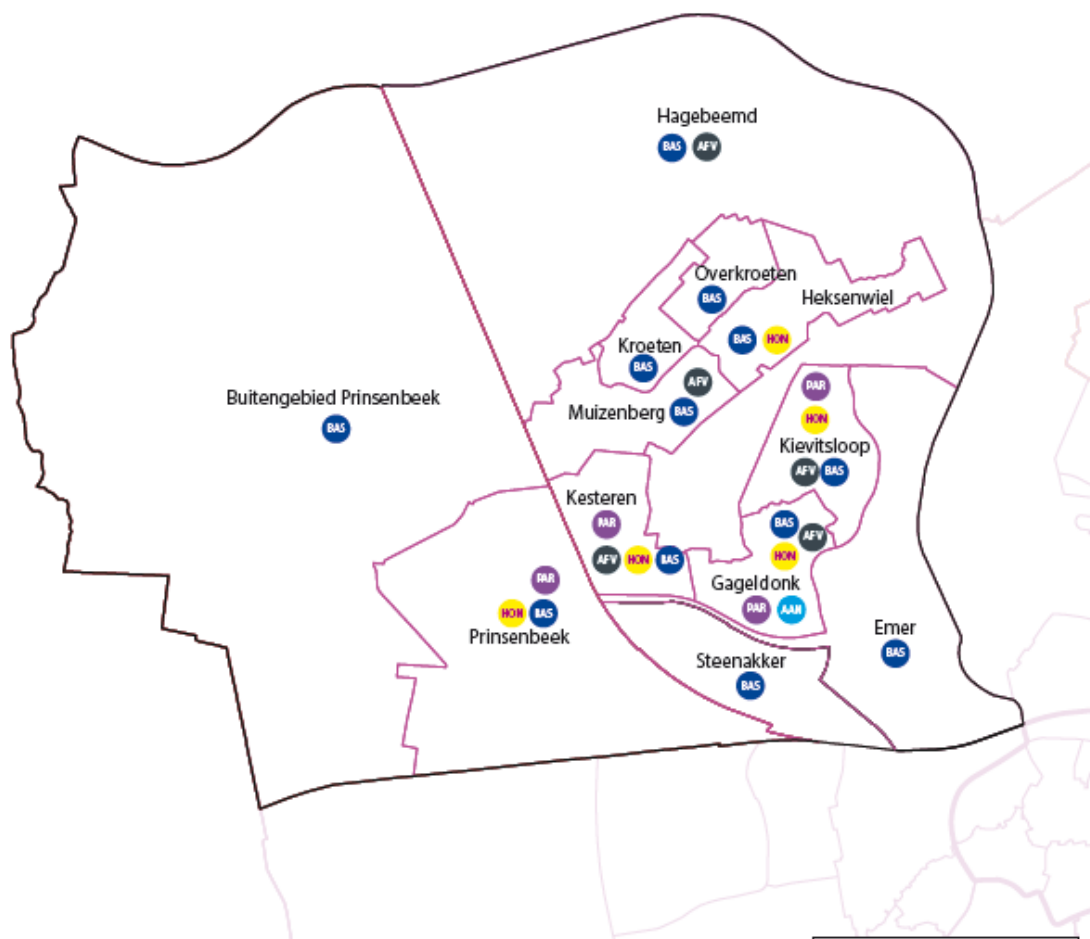 Hagebeemd
BAS AFV
Overkroeten
BAS
Heksenwiel
BAS HON
Kroeten
BAS
AFV
Muizenberg BAS
PAR
HON
Kievitsloop
AFV BAS
Buitengebied Prinsenbeek
BAS
Kesteren
PAR
AFV HON BAS
BAS
AFV
HON
Gageldonk
PAR AAN
PAR
HON BAS
Prinsenbeek
Emer
BAS
Steenakker
BAS